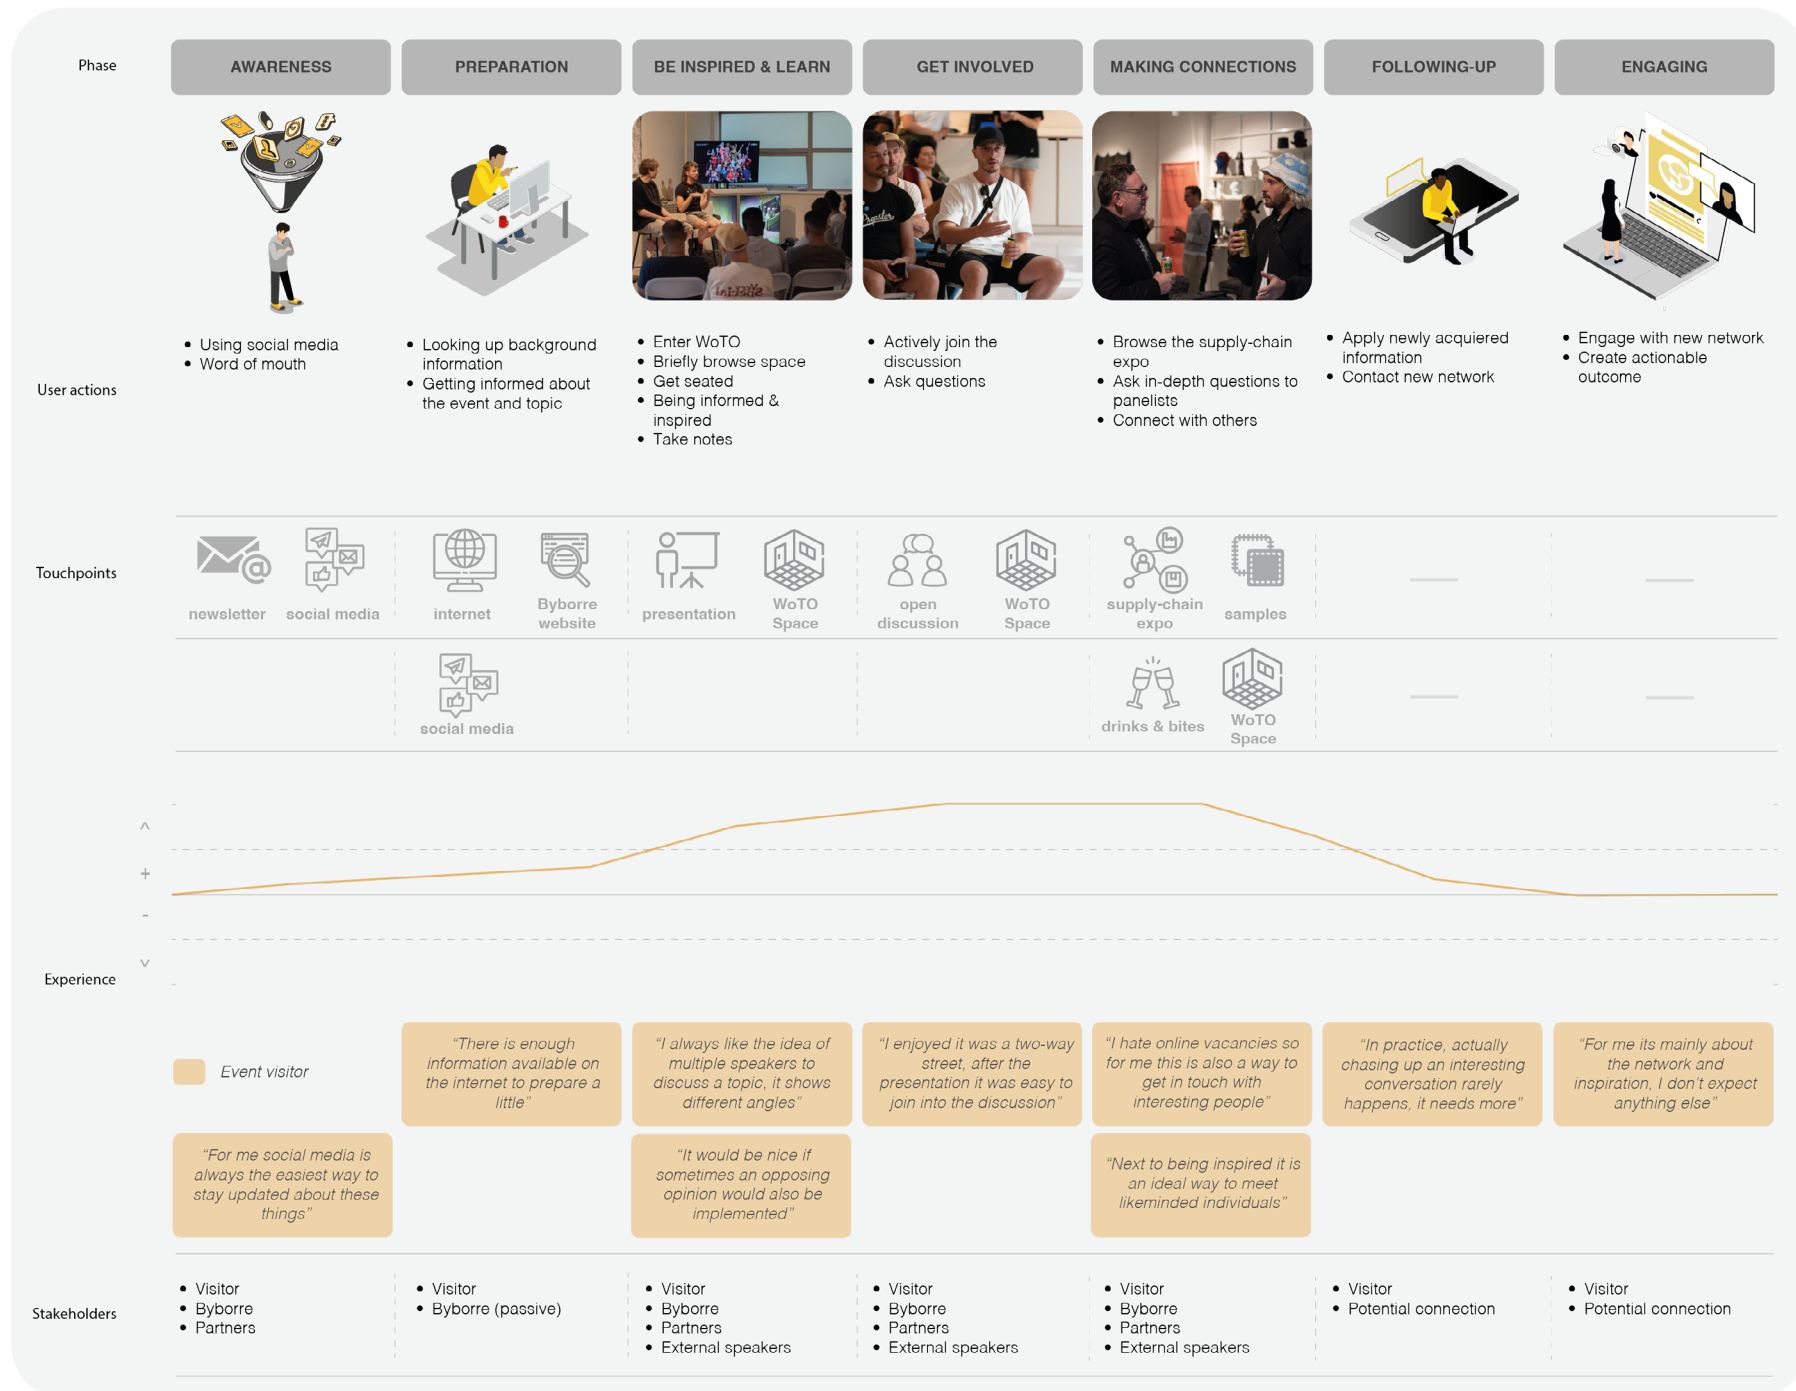 Phase
AWARENESS
PREPARATION
BE INSPIRED & LEARN
GET INVOLVED
MAKING CONNECTIONS
FOLLOWING-UP
ENGAGING
User actions
• Using social media
• Word of mouth
• Looking up background
information
• Getting informed about
the event and topic
• Enter WoTO
• Briefly browse space
• Get seated
• Being informed &
inspired
• Take notes
• Actively join the
discussion
• Ask questions
• Browse the supply-chain
expo
• Ask in-depth questions to
panelists
• Connect with others
• Apply newly acquiered
information
• Contact new network
• Engage with new network
• Create actionable
outcome
Touchpoints
newsletter
social media
internet
Byborre
website
presentation
WoTO
Space
open
discussion
WoTO
Space
supply-chain
expo
samples
social media
drinks & bites
WoTO
Space
^
+
-
v
Experience
Event visitor
“For me social media is
always the easiest way to
stay updated about these
things”
“There is enough
information available on
the internet to prepare a
little”
“I always like the idea of
multiple speakers to
discuss a topic, it shows
different angles”
“It would be nice if
sometimes an opposing
opinion would also be
implemented”
“I enjoyed it was a two-way
street, after the
presentation it was easy to
join into the discussion”
“I hate online vacancies so
for me this is also a way to
get in touch with
interesting people”
“Next to being inspired it is
an ideal way to meet
likeminded individuals”
“In practice, actually
chasing up an interesting
conversation rarely
happens, it needs more”
“For me its mainly about
the network and
inspiration, I don’t expect
anything else”
Stakeholders
• Visitor
• Byborre
• Partners
• Visitor
• Byborre (passive)
• Visitor
• Byborre
• Partners
• External speakers
• Visitor
• Byborre
• Partners
• External speakers
• Visitor
• Byborre
• Partners
• External speakers
• Visitor
• Potential connection
• Visitor
• Potential connection